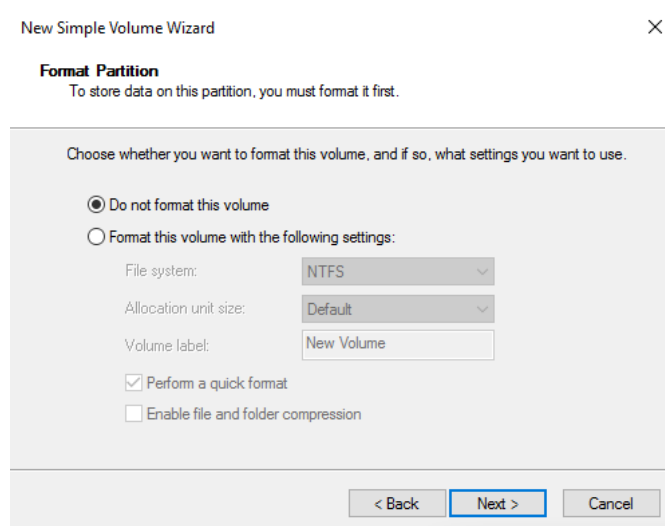 New Simple Volume Wizard
Format Partition
To store data on this partition, you must format it first.
Choose whether you want to format this volume, and if so, what settings you want to use.
Do not format this volume
Format this volume with the following settings:
File system: NTFS
Allocation unit size: Default
Volume label: New Volume
Perform a quick format
Enable file and folder compression
< Back Next > Cancel